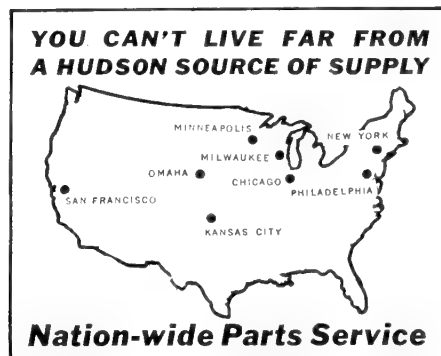 YOU CAN'T LIVE FAR FROM
A HUDSON SOURCE OF SUPPLY
MINNEAPOLIS
NEW YORK
MILWAUKEE
OMAHA
CHICAGO
PHILADELPHIA
SAN FRANCISCO
KANSAS CITY
Nation-wide Parts Service